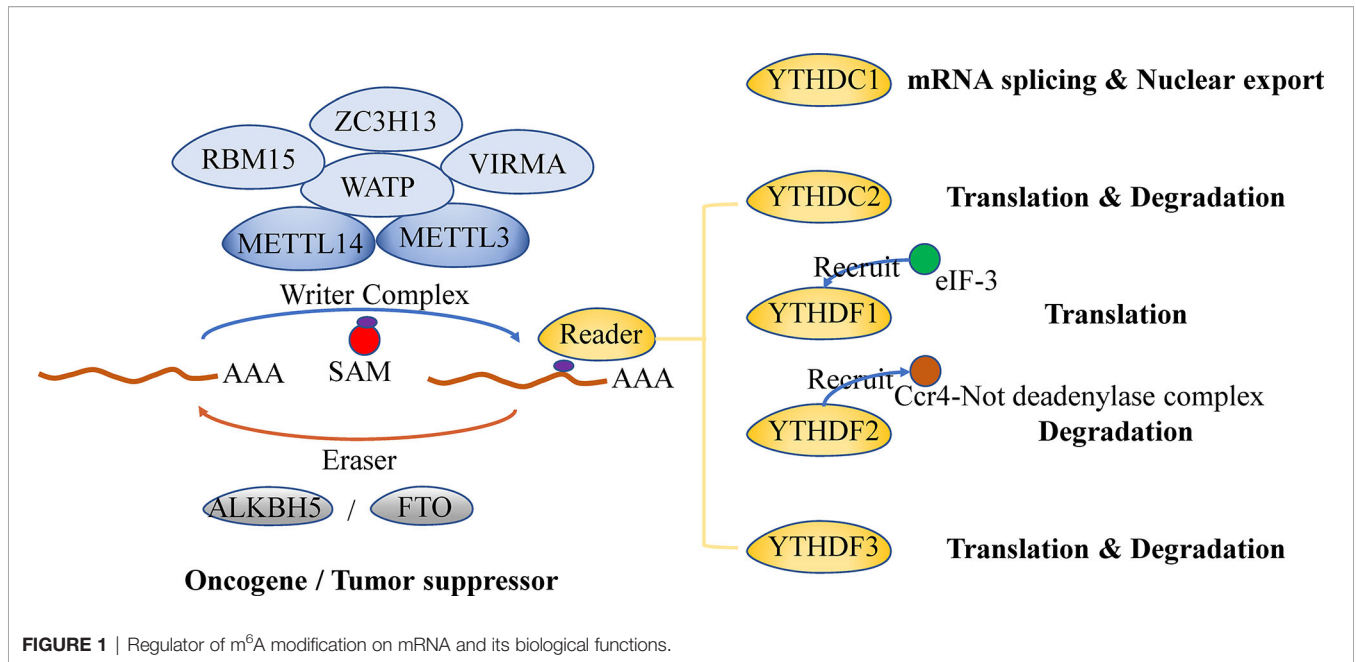 ZC3H13
RBM15
VIRMA
WATP
METTL14
METTL3
Writer Complex
SAM
AAA
Reader
AAA
Eraser
ALKBH5 / FTO
Oncogene / Tumor suppressor
YTHDC1 mRNA splicing & Nuclear export
YTHDC2 Translation & Degradation
Recruit
eIF-3
YTHDF1 Translation
Recruit
Ccr4-Not deadenylase complex
YTHDF2 Degradation
YTHDF3 Translation & Degradation
FIGURE 1 | Regulator of m⁶A modification on mRNA and its biological functions.